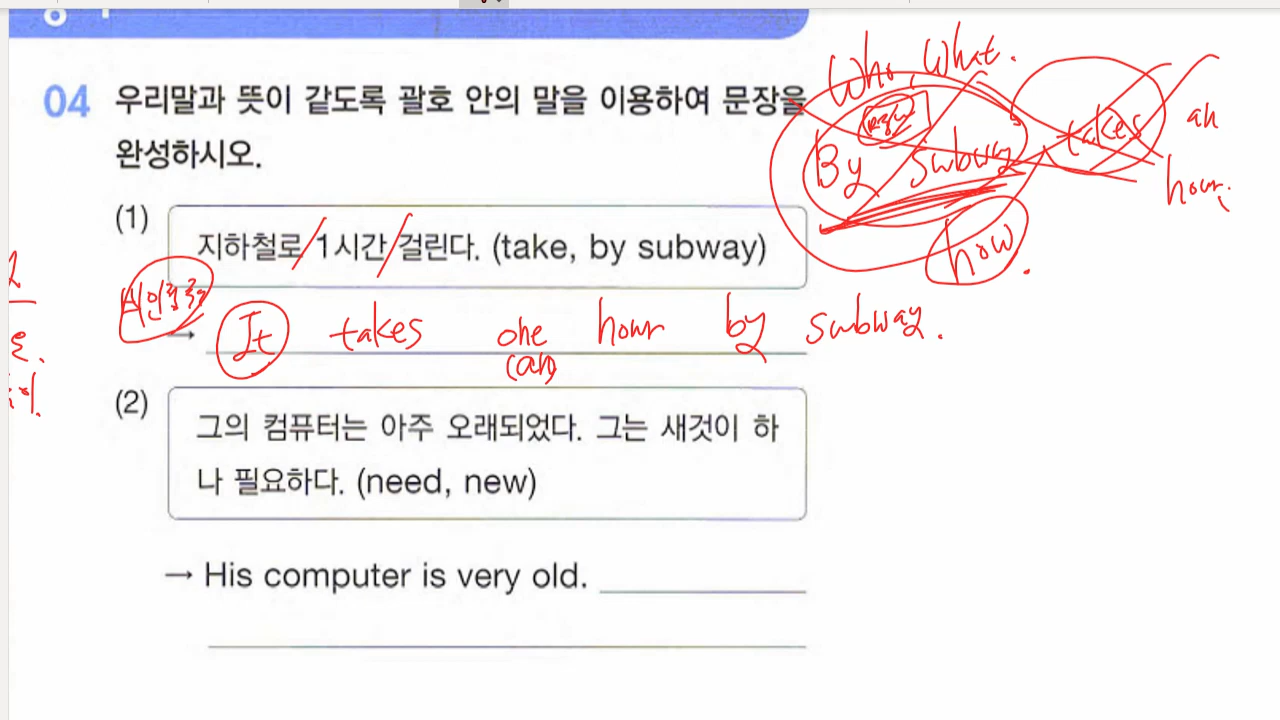 04 우리말과 뜻이 같도록 괄호 안의 말을 이용하여 문장을
완성하시오.
Who, What.
By subway takes an
hour.
how.
(1) 지하철로/1시간/걸린다. (take, by subway)
비인칭주
→ It takes one hour by subway.
(an)
(2) 그의 컴퓨터는 아주 오래되었다. 그는 새것이 하
나 필요하다. (need, new)
→ His computer is very old.